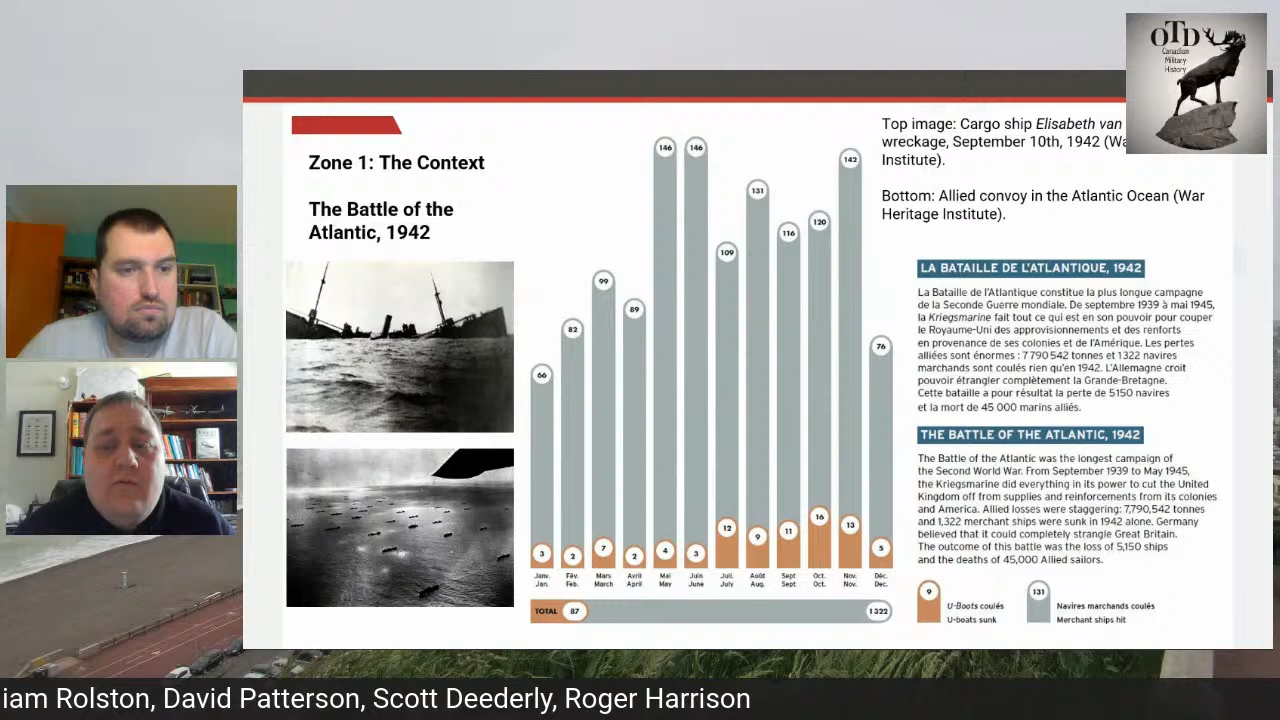 OTD
Canadian
Military
History
Zone 1: The Context
The Battle of the
Atlantic, 1942
Top image: Cargo ship Elisabeth van
wreckage, September 10th, 1942 (Wa
Institute).
Bottom: Allied convoy in the Atlantic Ocean (War
Heritage Institute).
66
82
99
89
146
146
109
131
116
120
142
76
3
2
7
2
4
3
12
9
11
16
13
5
Janv. Fév. Mars Avril Mai Juin Juil. Août Sept Oct. Nov. Déc.
Jan. Feb. March April May June July Aug. Sept Oct. Nov. Dec.
TOTAL 87 1322
LA BATAILLE DE L'ATLANTIQUE, 1942
La Bataille de l'Atlantique constitue la plus longue campagne
de la Seconde Guerre mondiale. De septembre 1939 à mai 1945,
la Kriegsmarine fait tout ce qui est en son pouvoir pour couper
le Royaume-Uni des approvisionnements et des renforts
en provenance de ses colonies et de l'Amérique. Les pertes
alliées sont énormes : 7 790 542 tonnes et 1 322 navires
marchands sont coulés rien qu'en 1942. L'Allemagne croit
pouvoir étrangler complètement la Grande-Bretagne.
Cette bataille a pour résultat la perte de 5150 navires
et la mort de 45 000 marins alliés.
THE BATTLE OF THE ATLANTIC, 1942
The Battle of the Atlantic was the longest campaign of
the Second World War. From September 1939 to May 1945,
the Kriegsmarine did everything in its power to cut the United
Kingdom off from supplies and reinforcements from its colonies
and America. Allied losses were staggering: 7,790,542 tonnes
and 1,322 merchant ships were sunk in 1942 alone. Germany
believed that it could completely strangle Great Britain.
The outcome of this battle was the loss of 5,150 ships
and the deaths of 45,000 Allied sailors.
9
U-Boots coulés
U-boats sunk
131
Navires marchands coulés
Merchant ships hit
iam Rolston, David Patterson, Scott Deederly, Roger Harrison